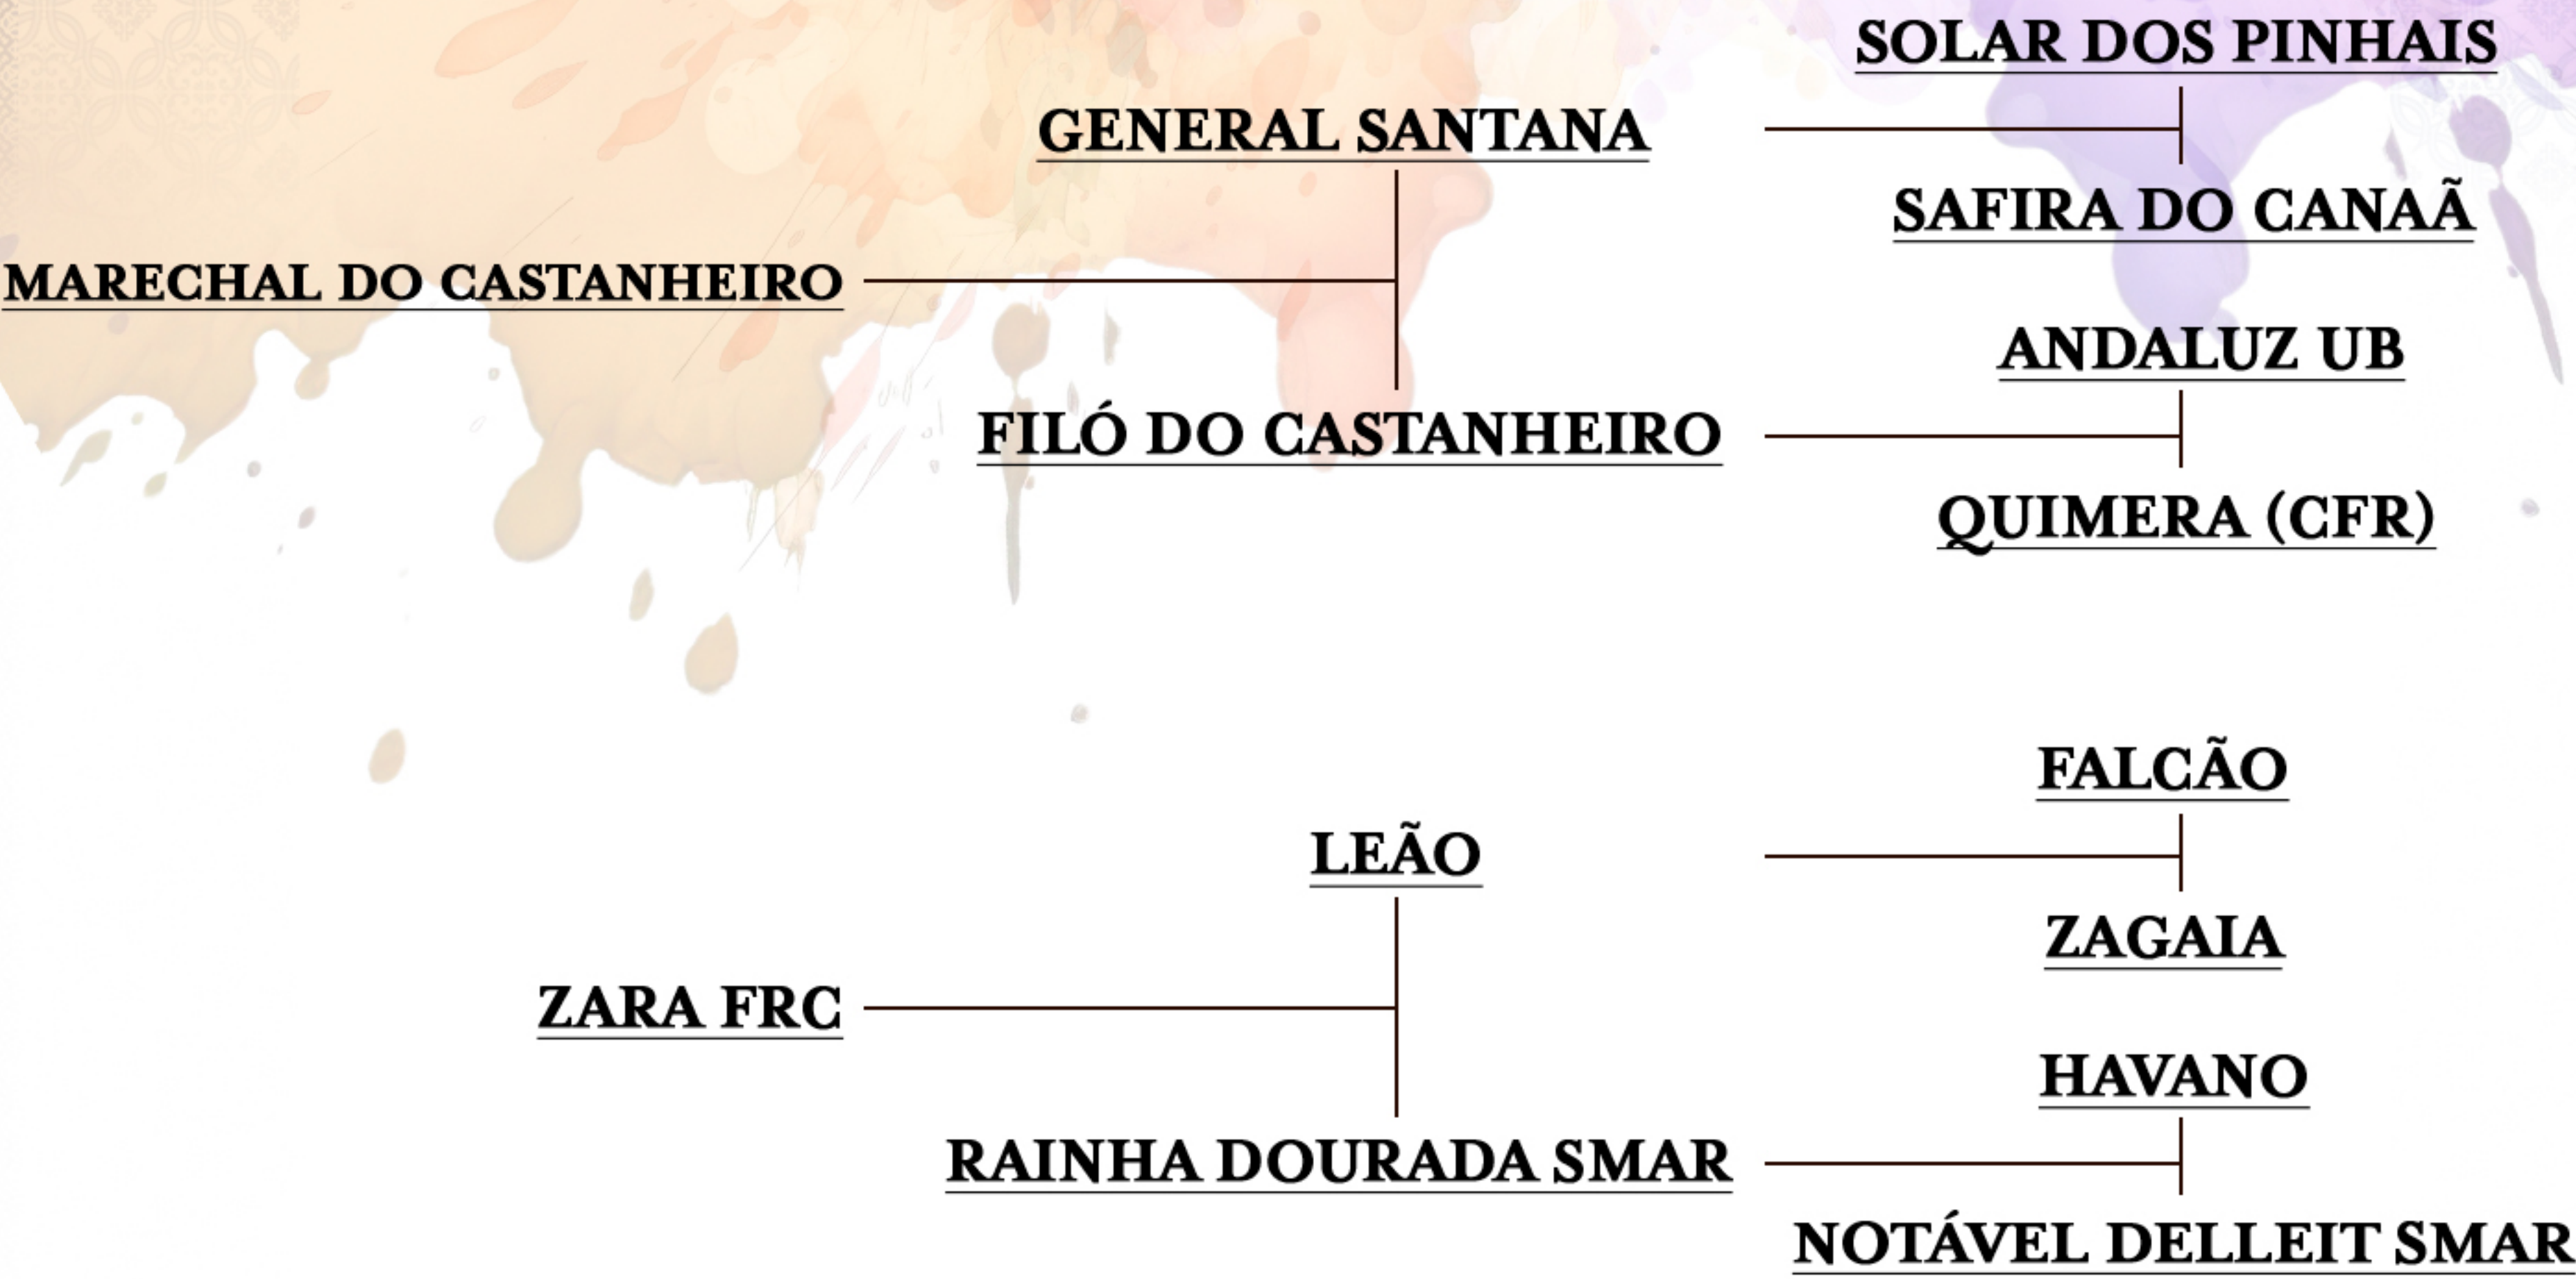 SOLAR DOS PINHAIS
GENERAL SANTANA
SAFIRA DO CANAÃ
MARECHAL DO CASTANHEIRO
ANDALUZ UB
FILÓ DO CASTANHEIRO
QUIMERA (CFR)
FALCÃO
LEÃO
ZAGAIA
ZARA FRC
HAVANO
RAINHA DOURADA SMAR
NOTÁVEL DELLEIT SMAR